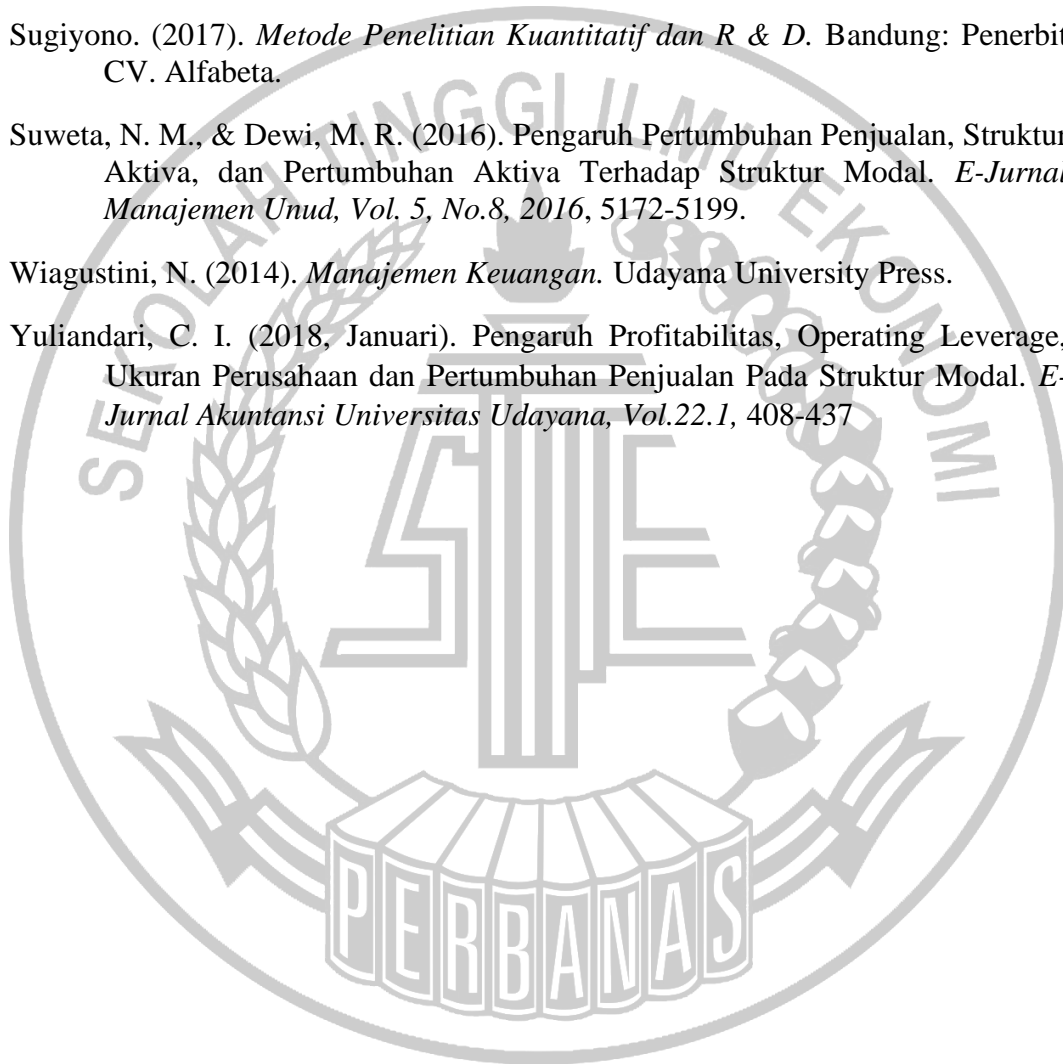 Sugiyono. (2017). Metode Penelitian Kuantitatif dan R & D. Bandung: Penerbit
CV. Alfabeta.
Suweta, N. M., & Dewi, M. R. (2016). Pengaruh Pertumbuhan Penjualan, Struktur
Aktiva, dan Pertumbuhan Aktiva Terhadap Struktur Modal. E-Jurnal
Manajemen Unud, Vol. 5, No.8, 2016, 5172-5199.
Wiagustini, N. (2014). Manajemen Keuangan. Udayana University Press.
Yuliandari, C. I. (2018, Januari). Pengaruh Profitabilitas, Operating Leverage,
Ukuran Perusahaan dan Pertumbuhan Penjualan Pada Struktur Modal. E-
Jurnal Akuntansi Universitas Udayana, Vol.22.1, 408-437
SEKOLAH TINGGI ILMU EKONOMI
STIE
PERBANAS